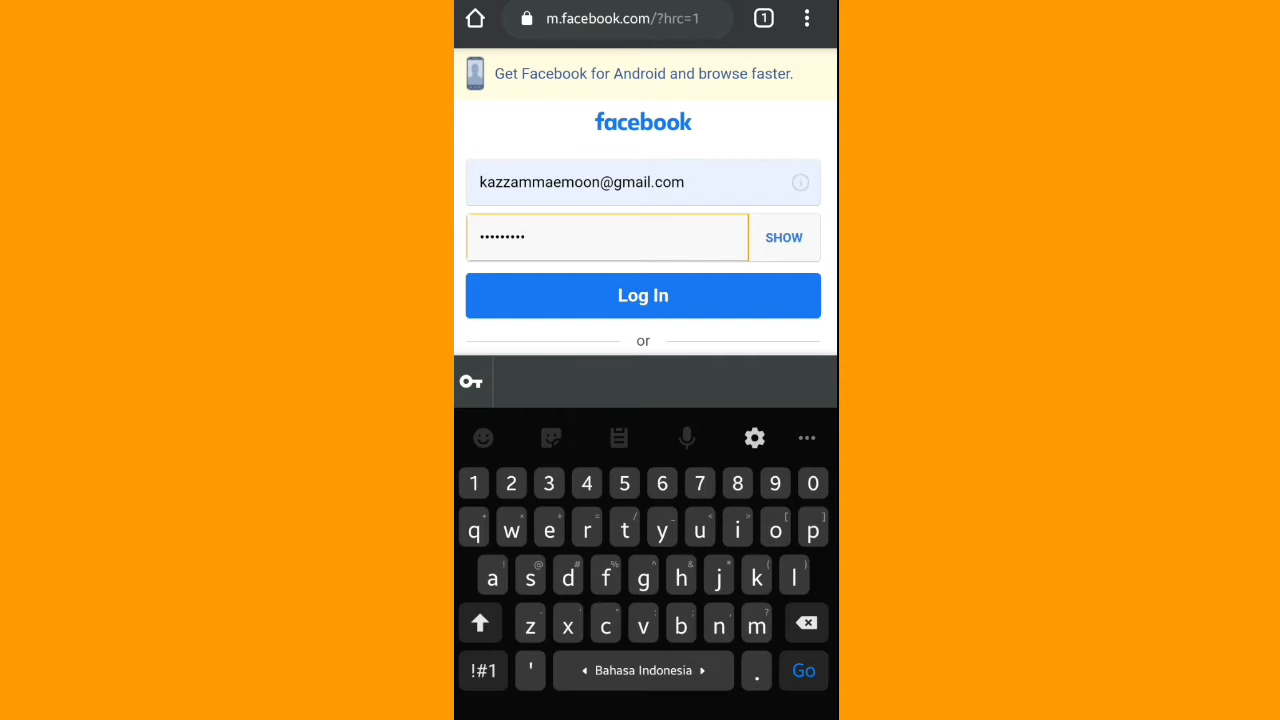 m.facebook.com/?hrc=1 1
Get Facebook for Android and browse faster.
facebook
kazzammaemoon@gmail.com
••••••••• SHOW
Log In
or
1 2 3 4 5 6 7 8 9 0
q w e r t y u i o p
a s d f g h j k l
z x c v b n m
!#1 ' Bahasa Indonesia . Go